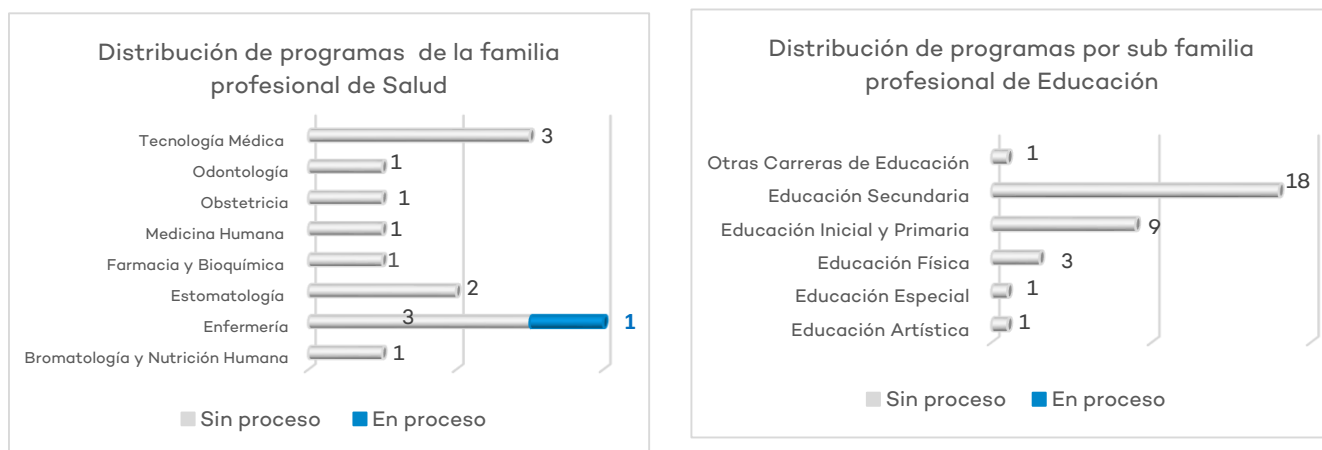 Distribución de programas de la familia
profesional de Salud
Tecnología Médica 3
Odontología 1
Obstetricia 1
Medicina Humana 1
Farmacia y Bioquímica 1
Estomatología 2
Enfermería 3 1
Bromatología y Nutrición Humana 1
Sin proceso En proceso
Distribución de programas por sub familia
profesional de Educación
Otras Carreras de Educación 1
Educación Secundaria 18
Educación Inicial y Primaria 9
Educación Física 3
Educación Especial 1
Educación Artística 1
Sin proceso En proceso